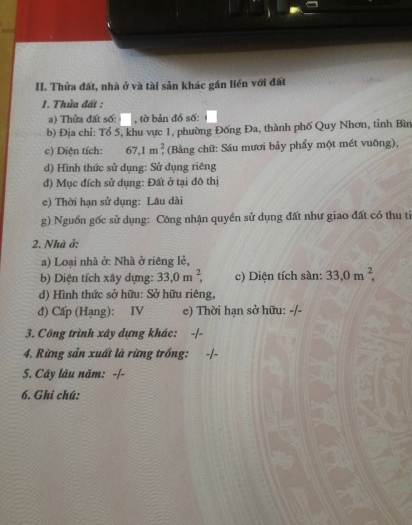 II. Thửa đất, nhà ở và tài sản khác gắn liền với đất
1. Thửa đất :
a) Thửa đất số: , tờ bản đồ số:
b) Địa chỉ: Tổ 5, khu vực 1, phường Đống Đa, thành phố Quy Nhơn, tỉnh Bìn
c) Diện tích: 67,1 m², (Bằng chữ: Sáu mươi bảy phẩy một mét vuông),
d) Hình thức sử dụng: Sử dụng riêng
đ) Mục đích sử dụng: Đất ở tại đô thị
e) Thời hạn sử dụng: Lâu dài
g) Nguồn gốc sử dụng: Công nhận quyền sử dụng đất như giao đất có thu ti
2. Nhà ở:
a) Loại nhà ở: Nhà ở riêng lẻ,
b) Diện tích xây dựng: 33,0 m², c) Diện tích sàn: 33,0 m²,
d) Hình thức sở hữu: Sở hữu riêng,
đ) Cấp (Hạng): IV e) Thời hạn sở hữu: -/-
3. Công trình xây dựng khác: -/-
4. Rừng sản xuất là rừng trồng: -/-
5. Cây lâu năm: -/-
6. Ghi chú: